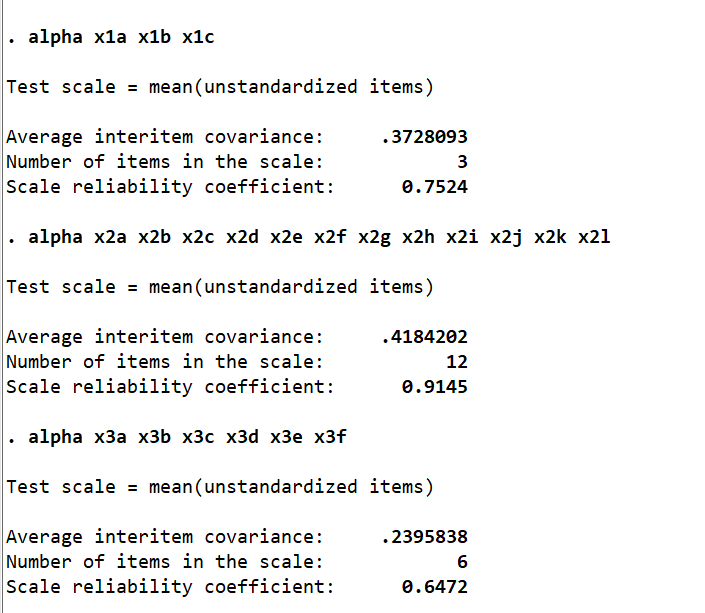 . alpha x1a x1b x1c
Test scale = mean(unstandardized items)
Average interitem covariance: .3728093
Number of items in the scale: 3
Scale reliability coefficient: 0.7524
. alpha x2a x2b x2c x2d x2e x2f x2g x2h x2i x2j x2k x2l
Test scale = mean(unstandardized items)
Average interitem covariance: .4184202
Number of items in the scale: 12
Scale reliability coefficient: 0.9145
. alpha x3a x3b x3c x3d x3e x3f
Test scale = mean(unstandardized items)
Average interitem covariance: .2395838
Number of items in the scale: 6
Scale reliability coefficient: 0.6472